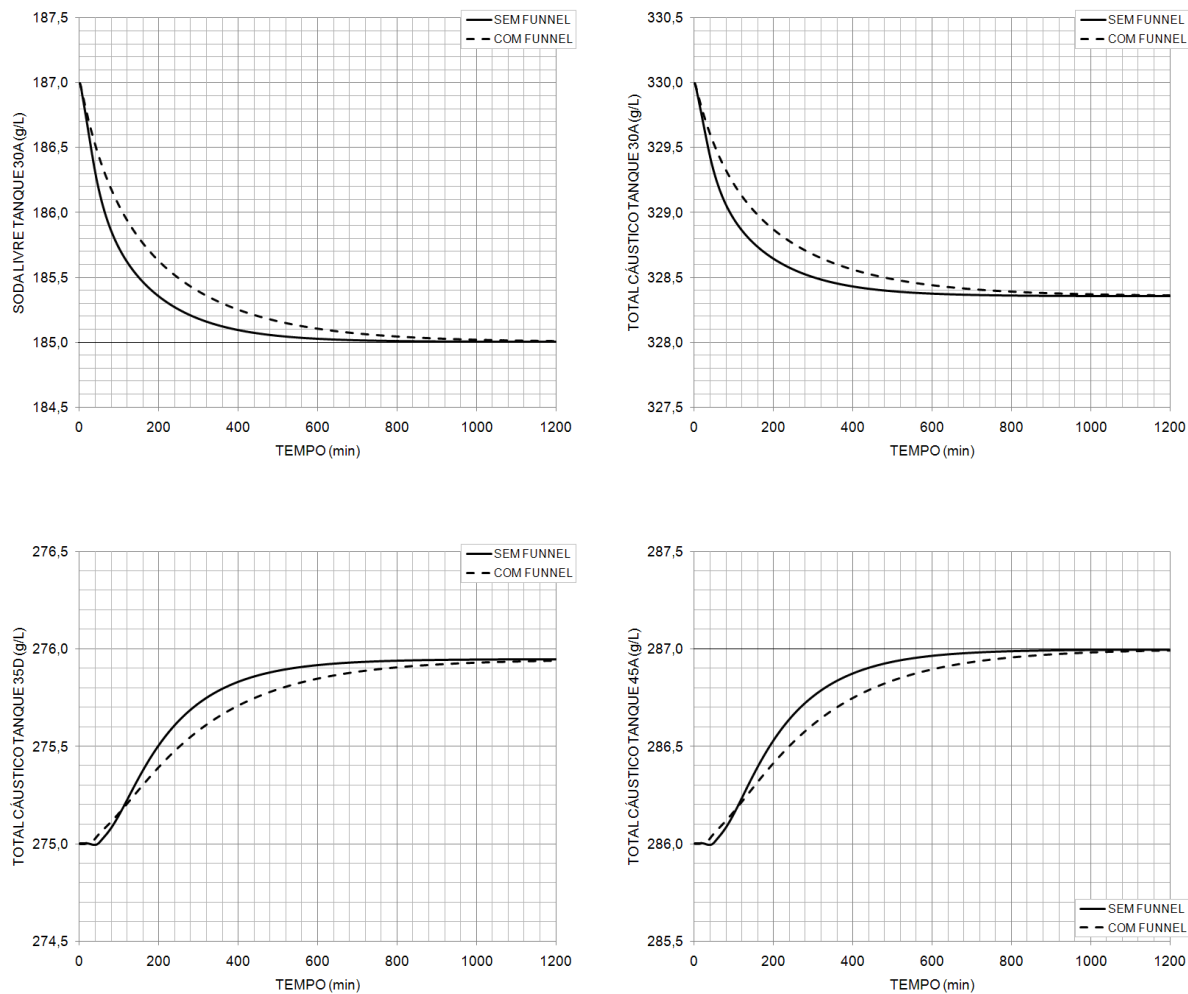 187,5
187,0
186,5
186,0
185,5
185,0
184,5
SODA LIVRE TANQUE 30A (g/L)
SEM FUNNEL
COM FUNNEL
0 200 400 600 800 1000 1200
TEMPO (min)
330,5
330,0
329,5
329,0
328,5
328,0
327,5
TOTAL CÁUSTICO TANQUE 30A (g/L)
SEM FUNNEL
COM FUNNEL
0 200 400 600 800 1000 1200
TEMPO (min)
276,5
276,0
275,5
275,0
274,5
TOTAL CÁUSTICO TANQUE 35D (g/L)
SEM FUNNEL
COM FUNNEL
0 200 400 600 800 1000 1200
TEMPO (min)
287,5
287,0
286,5
286,0
285,5
TOTAL CÁUSTICO TANQUE 45A (g/L)
SEM FUNNEL
COM FUNNEL
0 200 400 600 800 1000 1200
TEMPO (min)